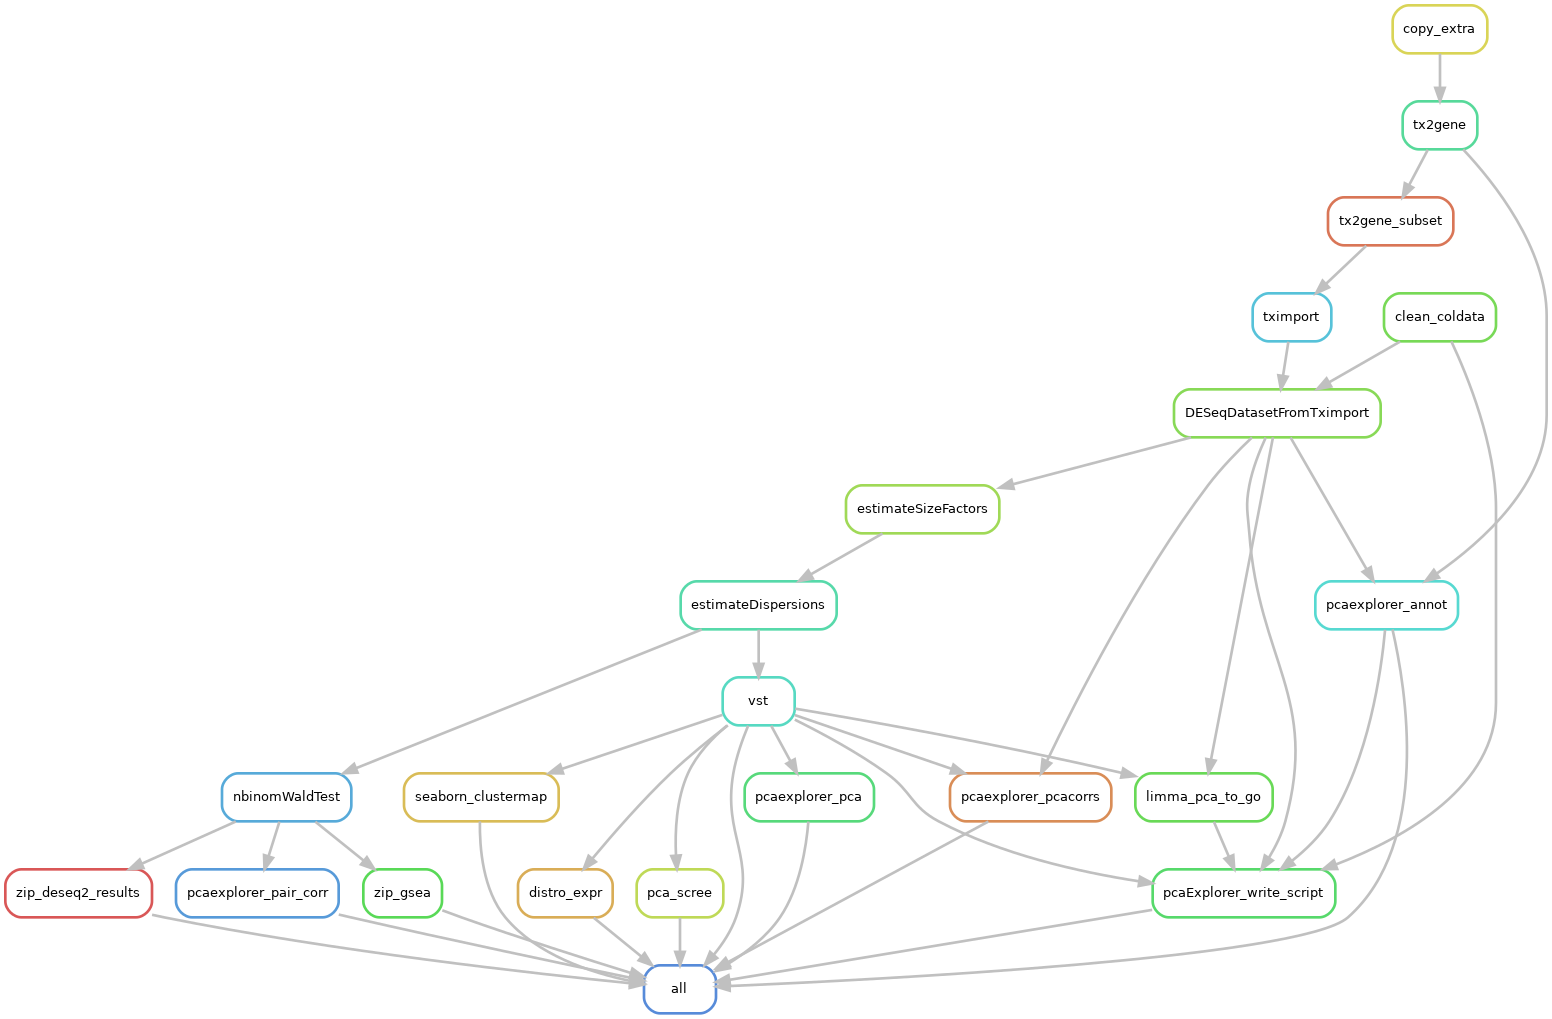 copy_extra
tx2gene
tx2gene_subset
tximport
clean_coldata
DESeqDatasetFromTximport
estimateSizeFactors
estimateDispersions
pcaexplorer_annot
vst
nbinomWaldTest
seaborn_clustermap
pcaexplorer_pca
pcaexplorer_pcacorrs
limma_pca_to_go
zip_deseq2_results
pcaexplorer_pair_corr
zip_gsea
distro_expr
pca_scree
pcaExplorer_write_script
all